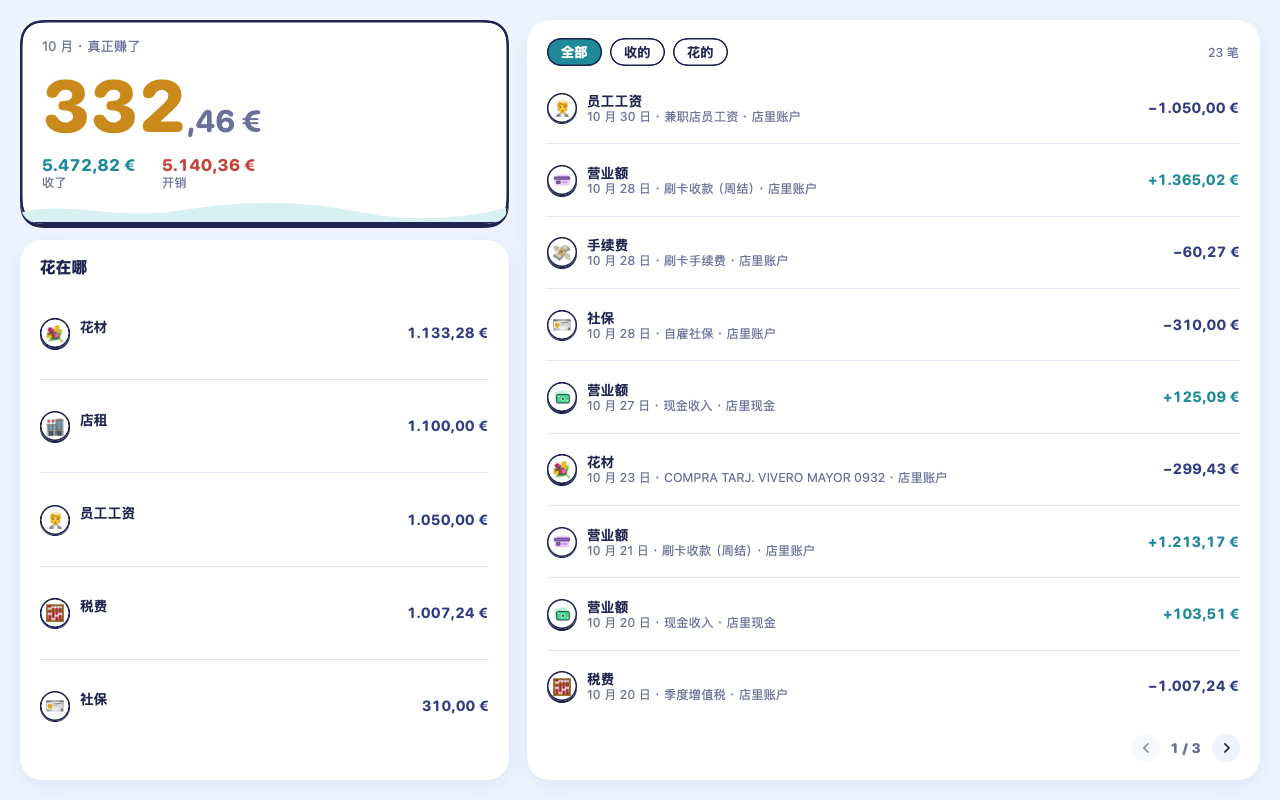 10 月 · 真正赚了
332,46 €
5.472,82 €
收了
5.140,36 €
开销
花在哪
花材
1.133,28 €
店租
1.100,00 €
员工工资
1.050,00 €
税费
1.007,24 €
社保
310,00 €
全部
收的
花的
23 笔
员工工资
10 月 30 日 · 兼职店员工资 · 店里账户
−1.050,00 €
营业额
10 月 28 日 · 刷卡收款（周结） · 店里账户
+1.365,02 €
手续费
10 月 28 日 · 刷卡手续费 · 店里账户
−60,27 €
社保
10 月 28 日 · 自雇社保 · 店里账户
−310,00 €
营业额
10 月 27 日 · 现金收入 · 店里现金
+125,09 €
花材
10 月 23 日 · COMPRA TARJ. VIVERO MAYOR 0932 · 店里账户
−299,43 €
营业额
10 月 21 日 · 刷卡收款（周结） · 店里账户
+1.213,17 €
营业额
10 月 20 日 · 现金收入 · 店里现金
+103,51 €
税费
10 月 20 日 · 季度增值税 · 店里账户
−1.007,24 €
1 / 3